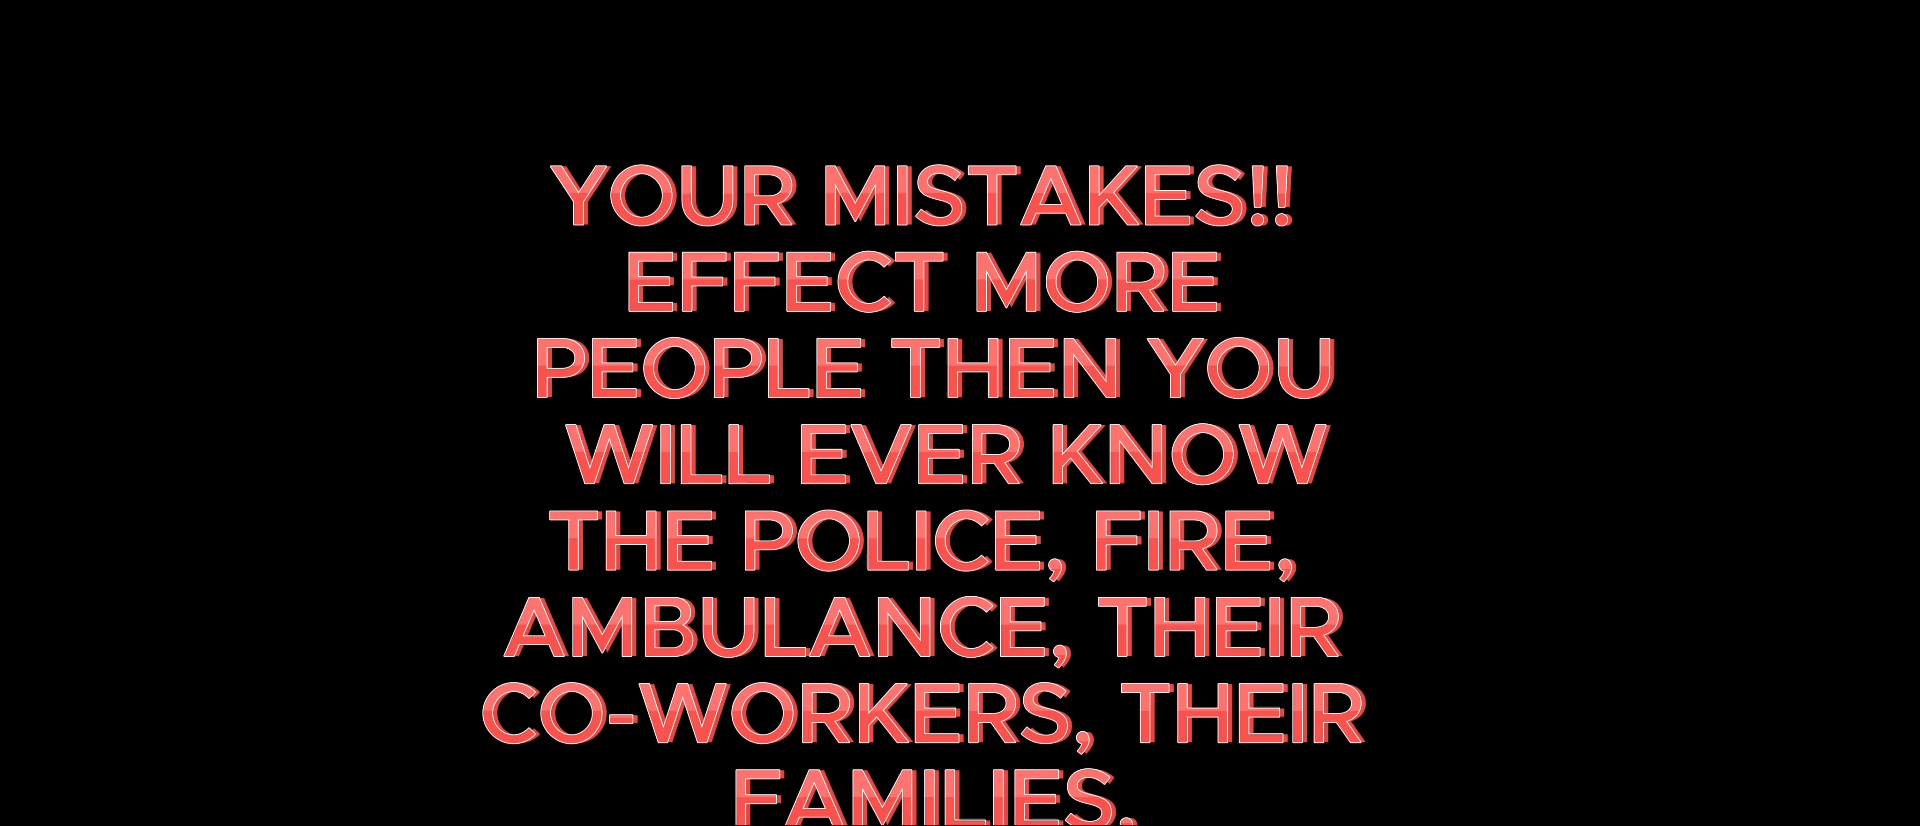 YOUR MISTAKES!!
EFFECT MORE
PEOPLE THEN YOU
WILL EVER KNOW
THE POLICE, FIRE,
AMBULANCE, THEIR
CO-WORKERS, THEIR
FAMILIES,